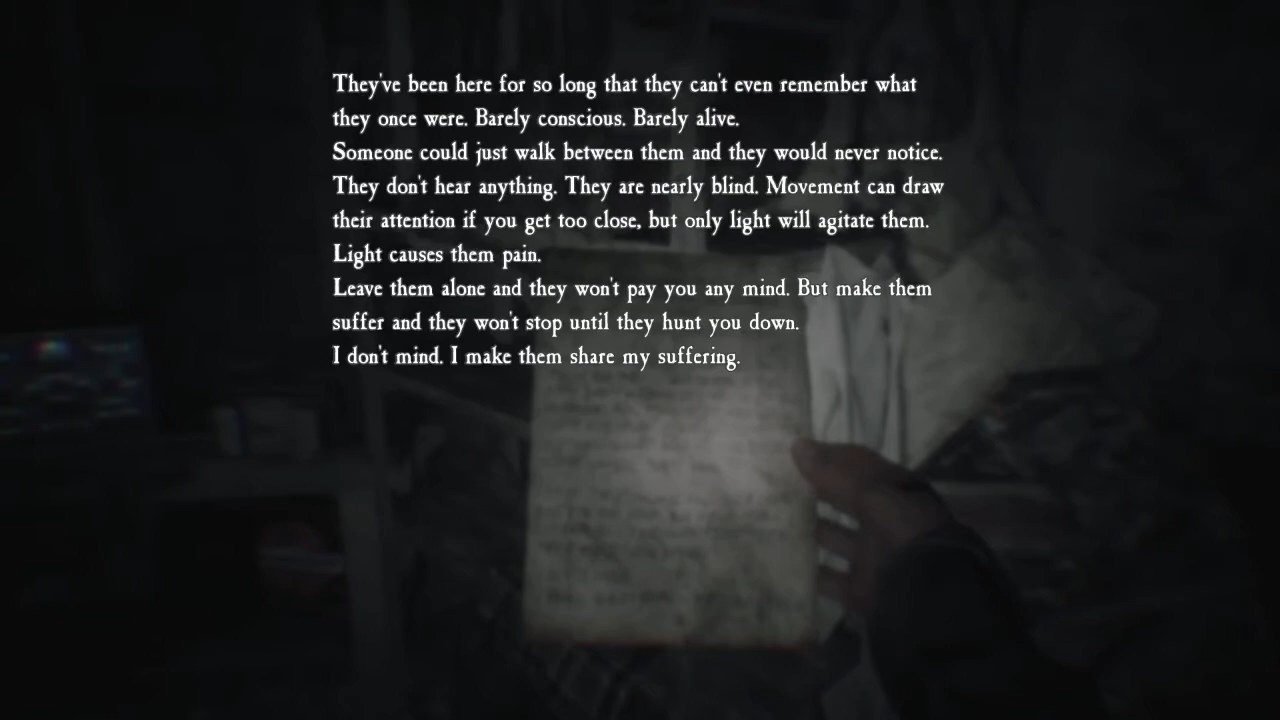 They've been here for so long that they can't even remember what
they once were. Barely conscious. Barely alive.
Someone could just walk between them and they would never notice.
They don't hear anything. They are nearly blind. Movement can draw
their attention if you get too close, but only light will agitate them.
Light causes them pain.
Leave them alone and they won't pay you any mind. But make them
suffer and they won't stop until they hunt you down.
I don't mind. I make them share my suffering.